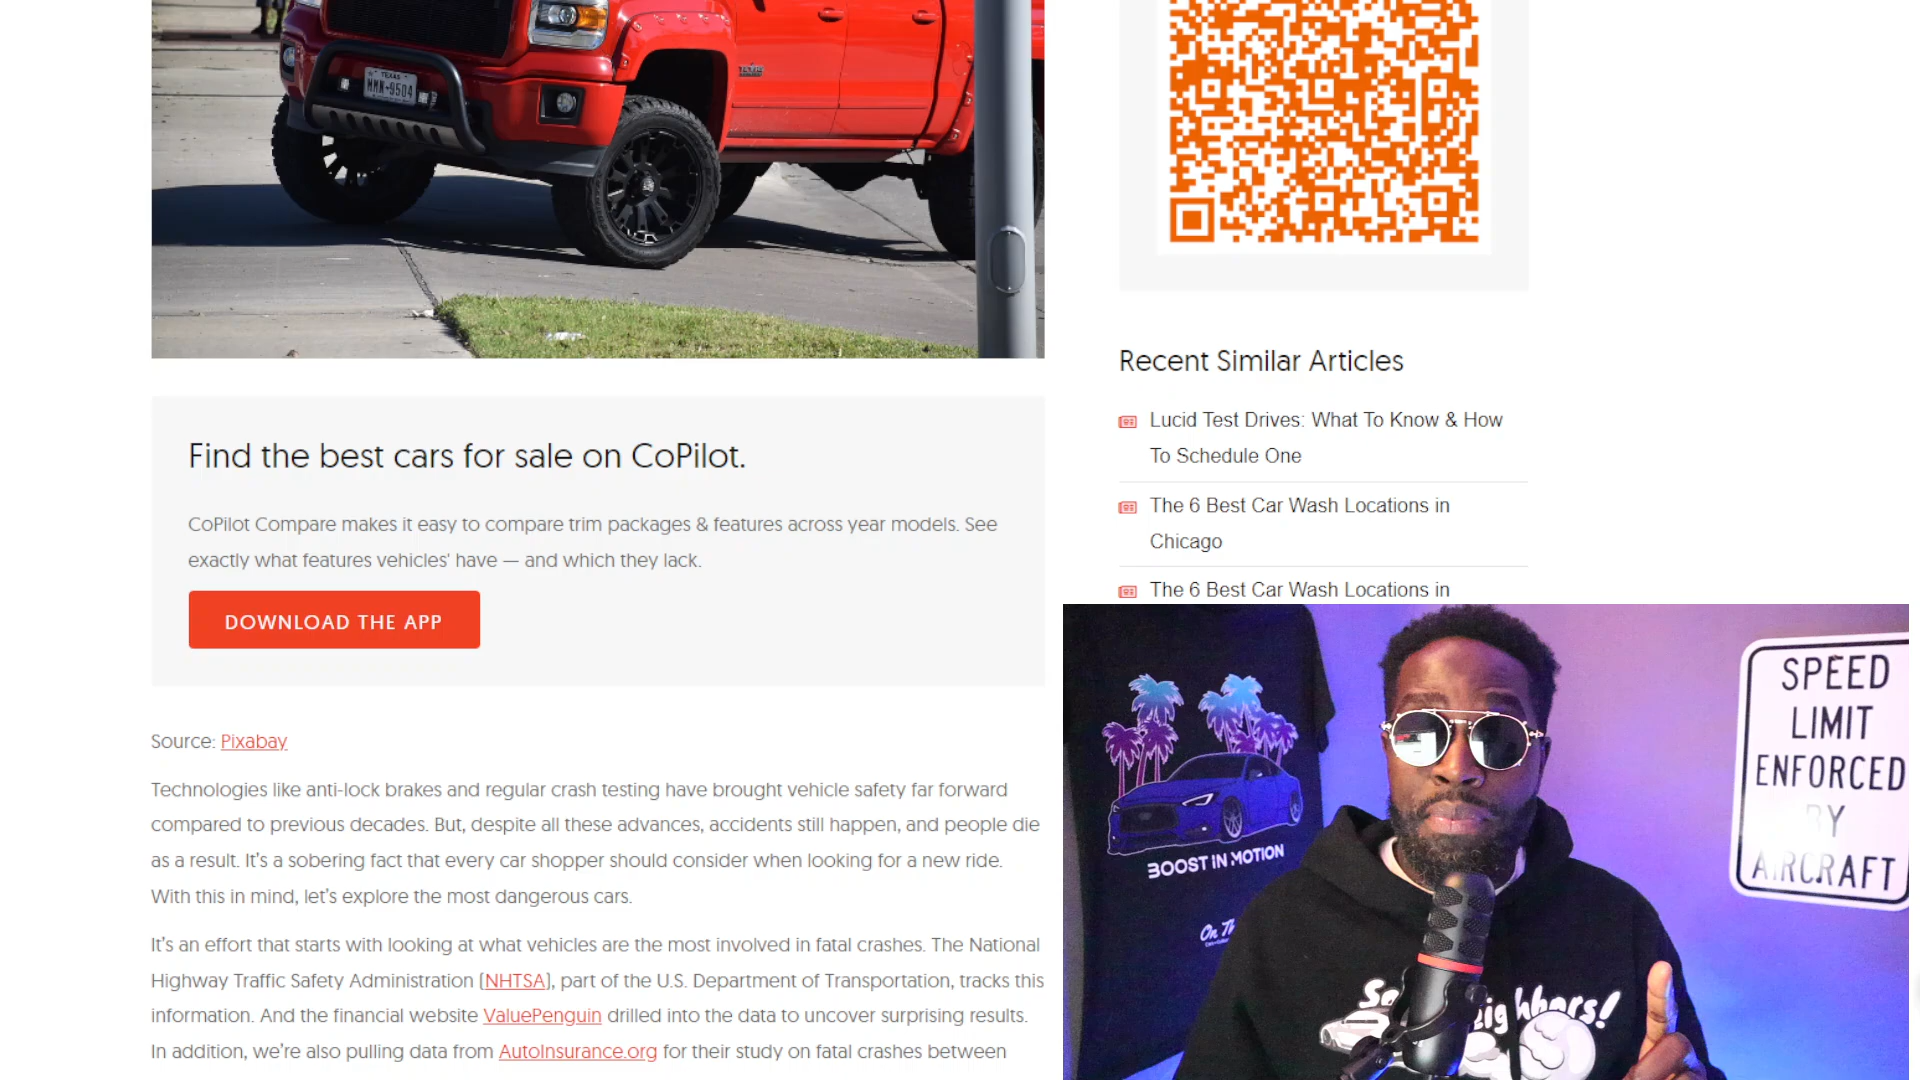 TEXAS
MMN-9504
Find the best cars for sale on CoPilot.
CoPilot Compare makes it easy to compare trim packages & features across year models. See
exactly what features vehicles' have — and which they lack.
DOWNLOAD THE APP
Source: Pixabay
Technologies like anti-lock brakes and regular crash testing have brought vehicle safety far forward
compared to previous decades. But, despite all these advances, accidents still happen, and people die
as a result. It's a sobering fact that every car shopper should consider when looking for a new ride.
With this in mind, let's explore the most dangerous cars.
It's an effort that starts with looking at what vehicles are the most involved in fatal crashes. The National
Highway Traffic Safety Administration (NHTSA), part of the U.S. Department of Transportation, tracks this
information. And the financial website ValuePenguin drilled into the data to uncover surprising results.
In addition, we're also pulling data from AutoInsurance.org for their study on fatal crashes between
Recent Similar Articles
Lucid Test Drives: What To Know & How
To Schedule One
The 6 Best Car Wash Locations in
Chicago
The 6 Best Car Wash Locations in
BOOST IN MOTION
On Th
SPEED
LIMIT
ENFORCED
BY
AIRCRAFT